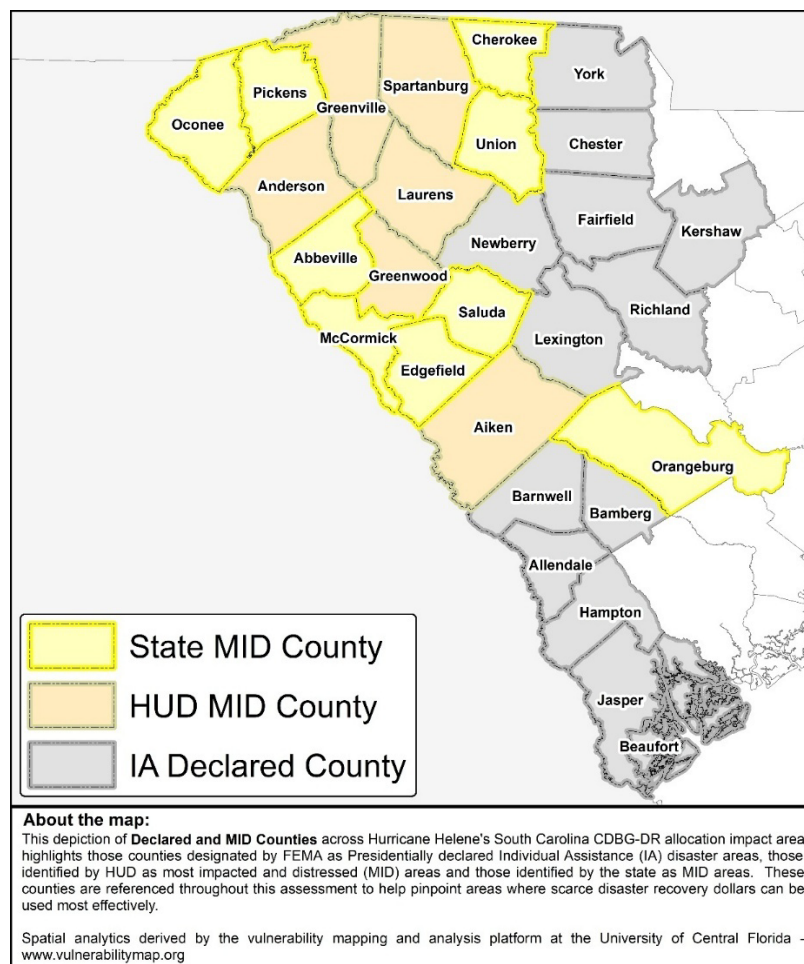 Cherokee
York
Spartanburg
Pickens
Greenville
Oconee
Union
Chester
Anderson
Laurens
Fairfield
Kershaw
Newberry
Abbeville
Greenwood
Richland
Saluda
McCormick
Lexington
Edgefield
Aiken
Orangeburg
Barnwell
Bamberg
Allendale
Hampton
Jasper
Beaufort
State MID County
HUD MID County
IA Declared County
About the map:
This depiction of Declared and MID Counties across Hurricane Helene's South Carolina CDBG-DR allocation impact area
highlights those counties designated by FEMA as Presidentially declared Individual Assistance (IA) disaster areas, those
identified by HUD as most impacted and distressed (MID) areas and those identified by the state as MID areas. These
counties are referenced throughout this assessment to help pinpoint areas where scarce disaster recovery dollars can be
used most effectively.
Spatial analytics derived by the vulnerability mapping and analysis platform at the University of Central Florida -
www.vulnerabilitymap.org